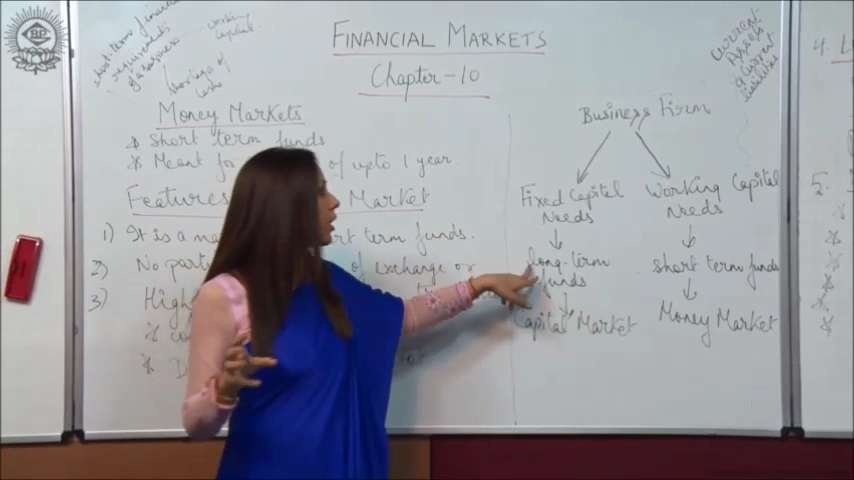 short-term financial
requirements
of a business
working
capital
shortage of
cash
FINANCIAL MARKETS
Chapter-10
Current
Assets
&Current
liabilities
Money Markets
* Short term funds
* Meant for of upto 1 year.
Features Market
1) It is a short term funds.
2) No of exchange or
3) High
*
*
Business Firm
Fixed Capital
Needs
long-term
funds
Capital Market
Working Capital
Needs
short term funds
Money Market
4.
5.